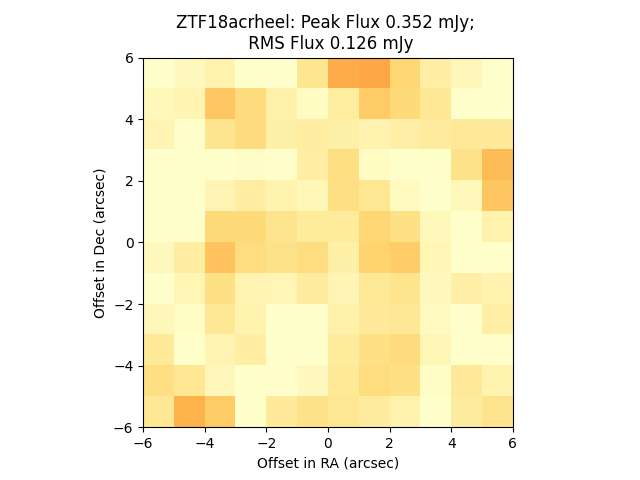 ZTF18acrheel: Peak Flux 0.352 mJy;
RMS Flux 0.126 mJy
6
4
2
0
−2
−4
−6
Offset in Dec (arcsec)
−6 −4 −2 0 2 4 6
Offset in RA (arcsec)